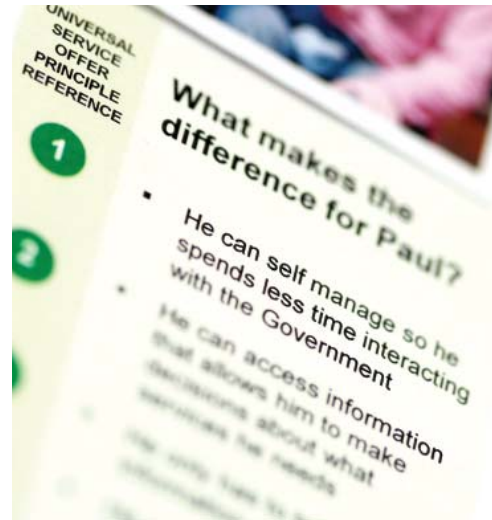 UNIVERSAL
SERVICE
OFFER
PRINCIPLE
REFERENCE
1
2
What makes the
difference for Paul?
He can self manage so he
spends less time interacting
with the Government
He can access information
that allows him to make
decisions about what
services he needs